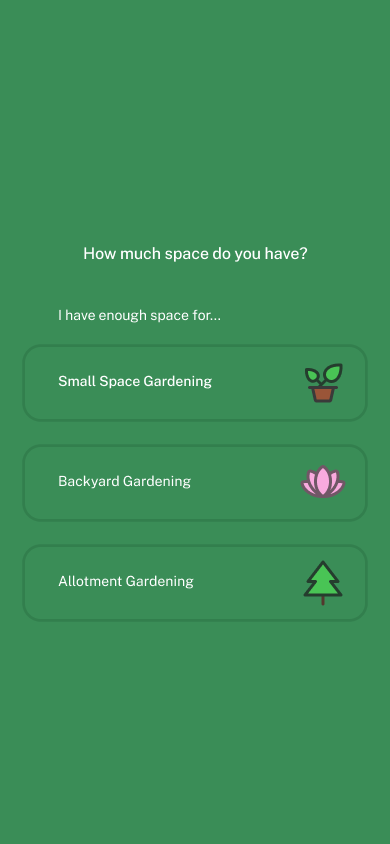 How much space do you have?
I have enough space for...
Small Space Gardening
Backyard Gardening
Allotment Gardening